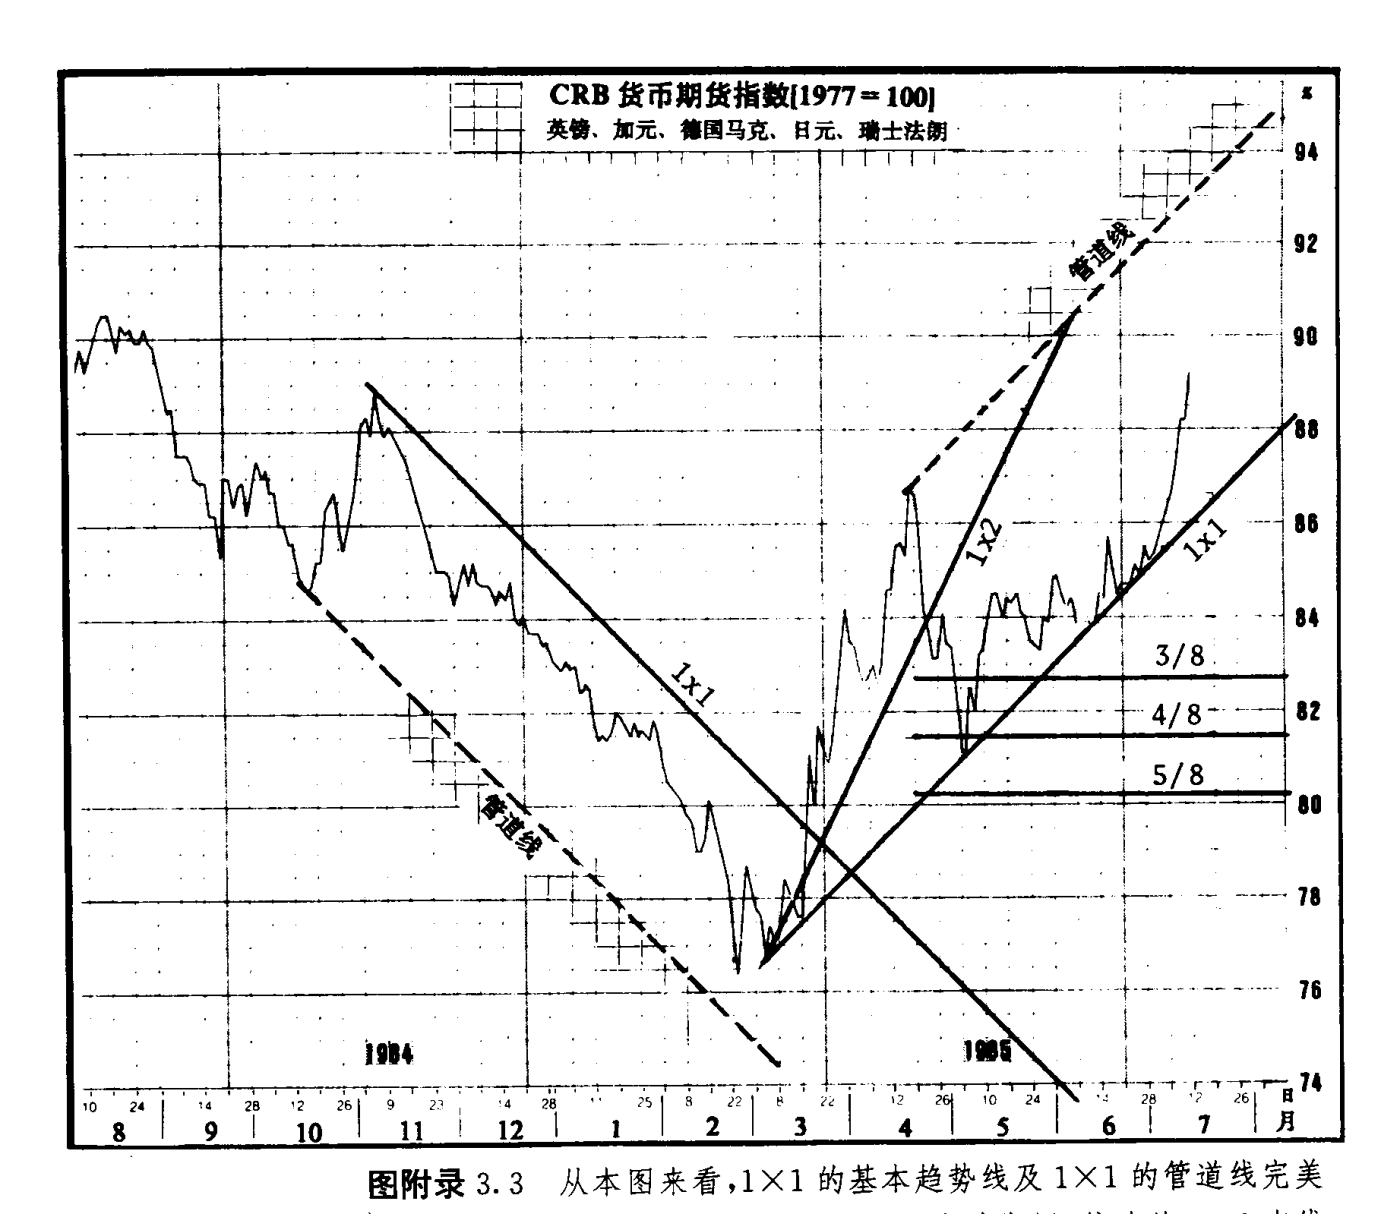 CRB 货币期货指数[1977=100]
英镑、加元、德国马克、日元、瑞士法朗
%
94
92
管道线
90
88
86
1x2
1x1
84
3/8
1x1
82
4/8
5/8
80
管道线
78
76
1984
1985
74
10 24 14 28 12 26 9 23 14 28 11 25 8 22 8 22 12 26 10 24 14 28 12 26 日
8 9 10 11 12 1 2 3 4 5 6 7 月
图附录 3.3 从本图来看,1×1 的基本趋势线及 1×1 的管道线完美